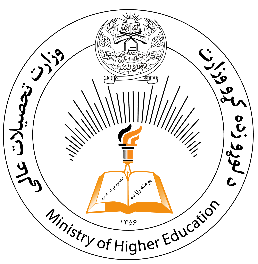 وزارت تحصیلات عالی
د لوړو زده کړو وزارت
Ministry of Higher Education